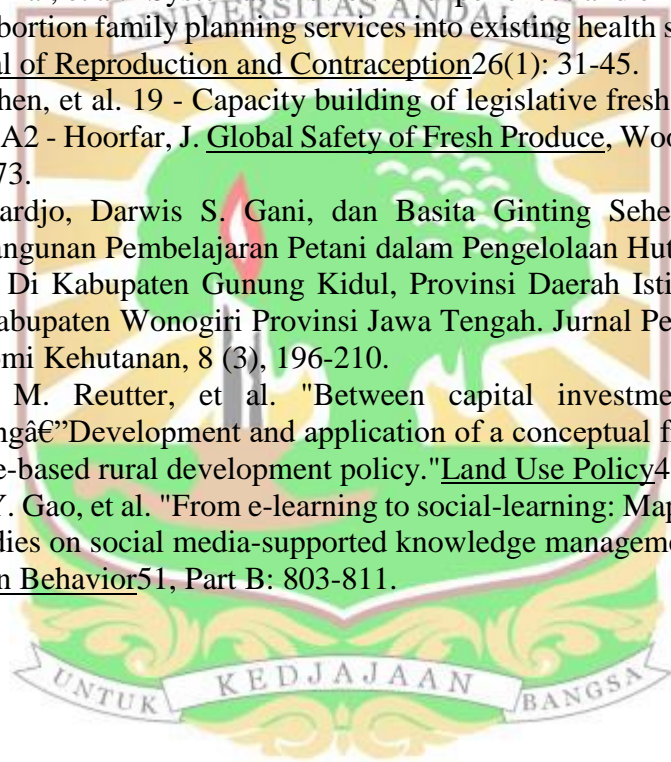 UNIVERSITAS ANDALAS
bortion family planning services into existing health s
al of Reproduction and Contraception26(1): 31-45.
hen, et al. 19 - Capacity building of legislative fresh
A2 - Hoorfar, J. Global Safety of Fresh Produce, Woo
73.
ardjo, Darwis S. Gani, dan Basita Ginting Sehe
angunan Pembelajaran Petani dalam Pengelolaan Hut
Di Kabupaten Gunung Kidul, Provinsi Daerah Isti
Kabupaten Wonogiri Provinsi Jawa Tengah. Jurnal Pe
omi Kehutanan, 8 (3), 196-210.
M. Reutter, et al. "Between capital investme
ngâ€”Development and application of a conceptual f
e-based rural development policy."Land Use Policy4
Y. Gao, et al. "From e-learning to social-learning: Map
dies on social media-supported knowledge manageme
n Behavior51, Part B: 803-811.
UNTUK KEDJAJAAN BANGSA